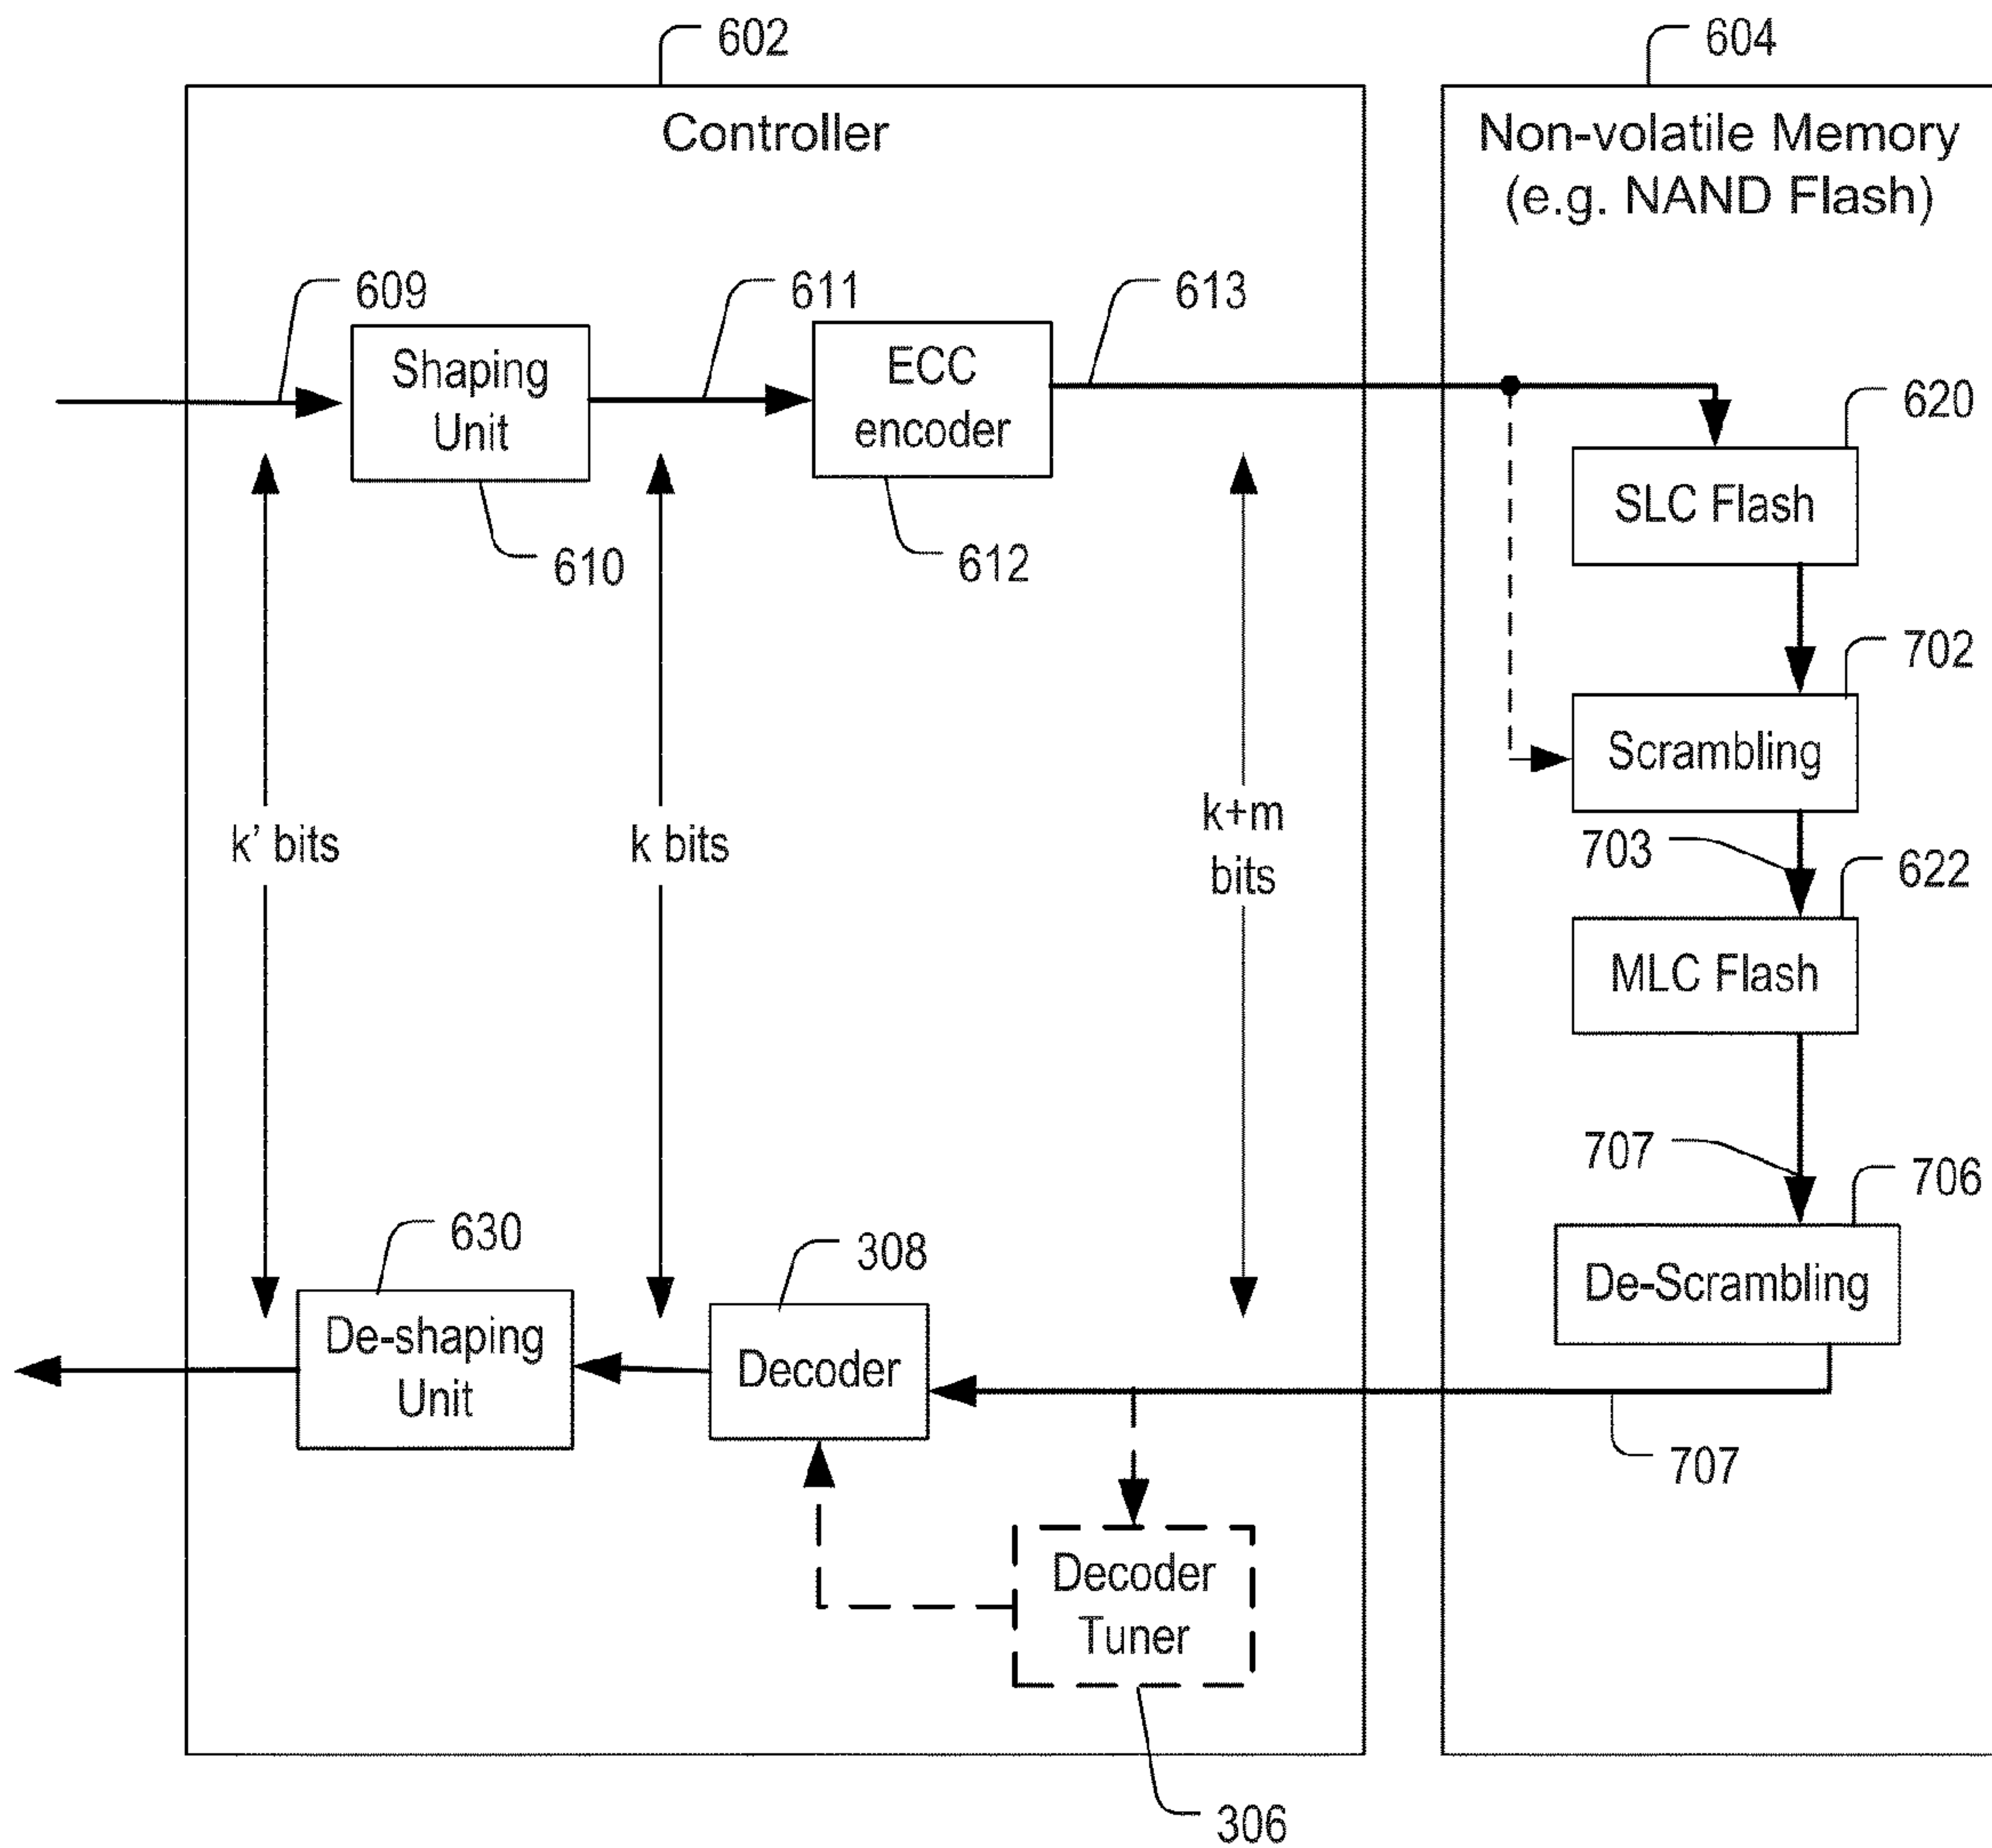 602
604
Controller
Non-volatile Memory
(e.g. NAND Flash)
609
611
613
Shaping
Unit
ECC
encoder
620
SLC Flash
610
612
702
Scrambling
k' bits
k bits
k+m
bits
703
622
MLC Flash
707
706
De-Scrambling
630
308
De-shaping
Unit
Decoder
707
Decoder
Tuner
306